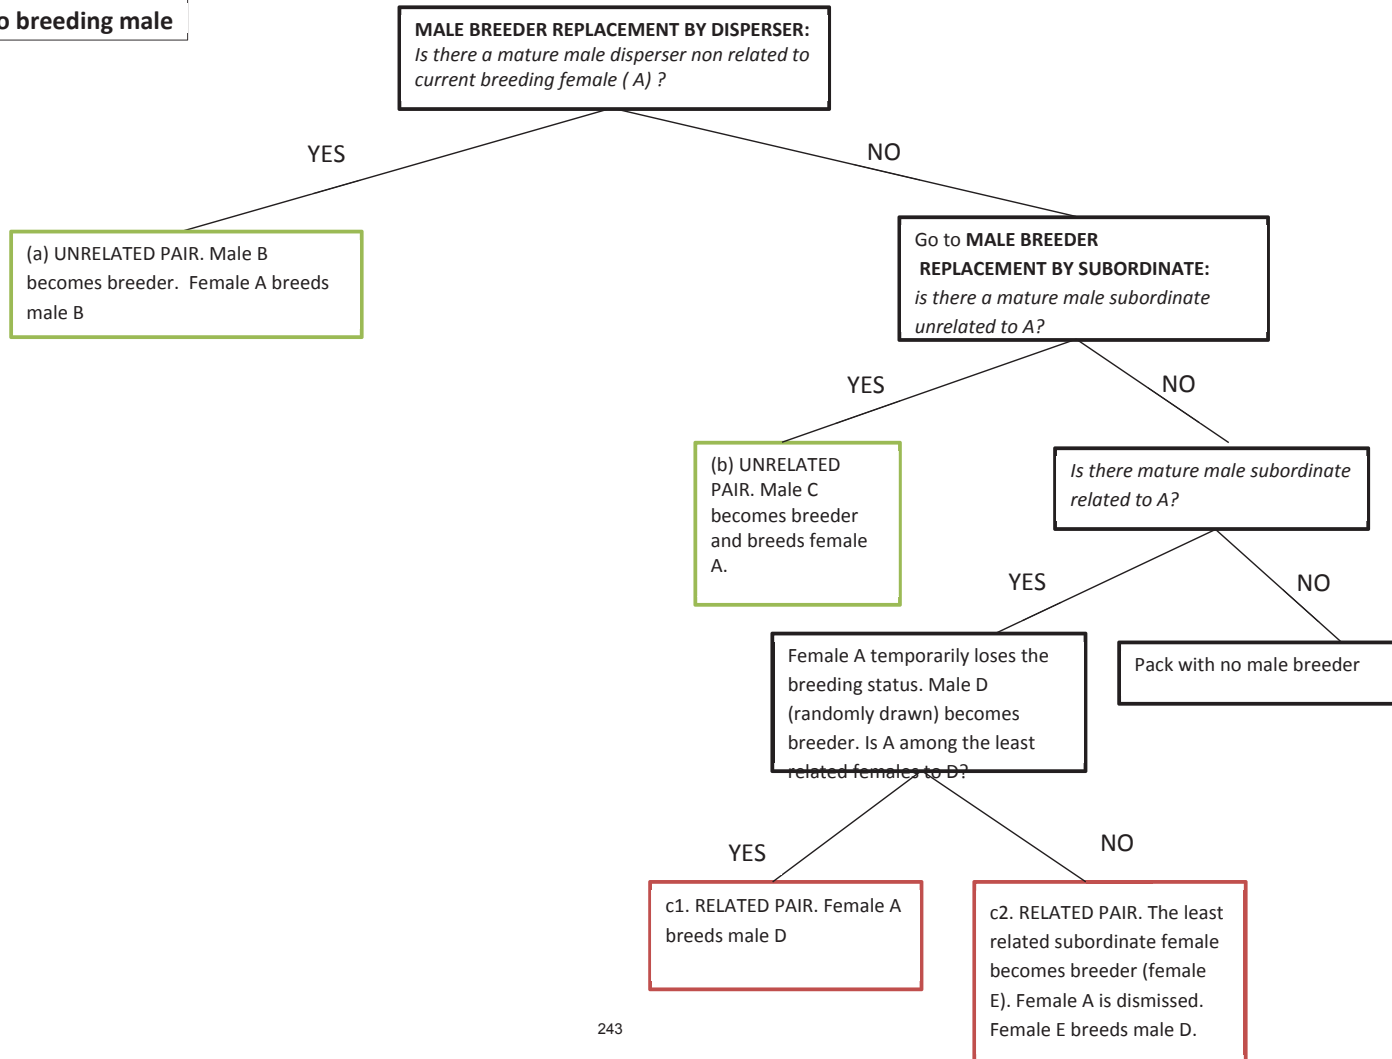 o breeding male
MALE BREEDER REPLACEMENT BY DISPERSER:
Is there a mature male disperser non related to
current breeding female ( A) ?
YES
NO
(a) UNRELATED PAIR. Male B
becomes breeder.  Female A breeds
male B
Go to MALE BREEDER
REPLACEMENT BY SUBORDINATE:
is there a mature male subordinate
unrelated to A?
YES
NO
(b) UNRELATED
PAIR. Male C
becomes breeder
and breeds female
A.
Is there mature male subordinate
related to A?
YES
NO
Female A temporarily loses the
breeding status. Male D
(randomly drawn) becomes
breeder. Is A among the least
related females to D?
Pack with no male breeder
YES
NO
c1. RELATED PAIR. Female A
breeds male D
c2. RELATED PAIR. The least
related subordinate female
becomes breeder (female
E). Female A is dismissed.
Female E breeds male D.
243